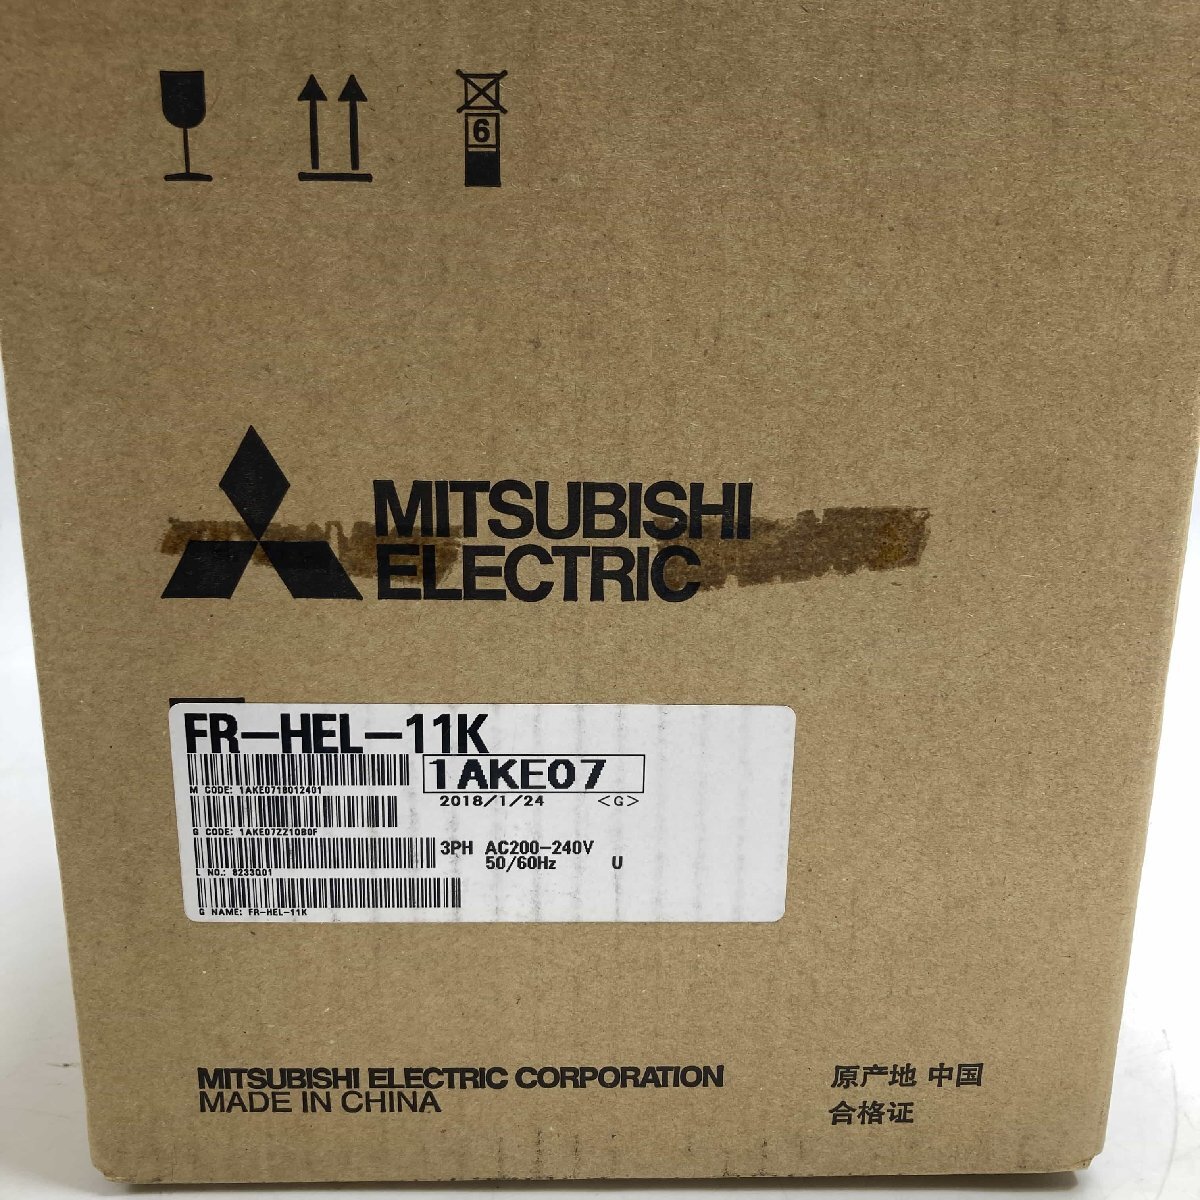 6
MITSUBISHI
ELECTRIC
FR-HEL-11K
1AKE07
M CODE: 1AKE0718012401
2018/1/24 <G>
G CODE: 1AKE07ZZ10B0F
3PH AC200-240V
50/60Hz U
L NO.: 8233Q01
G NAME: FR-HEL-11K
MITSUBISHI ELECTRIC CORPORATION
MADE IN CHINA
原产地 中国
合格证